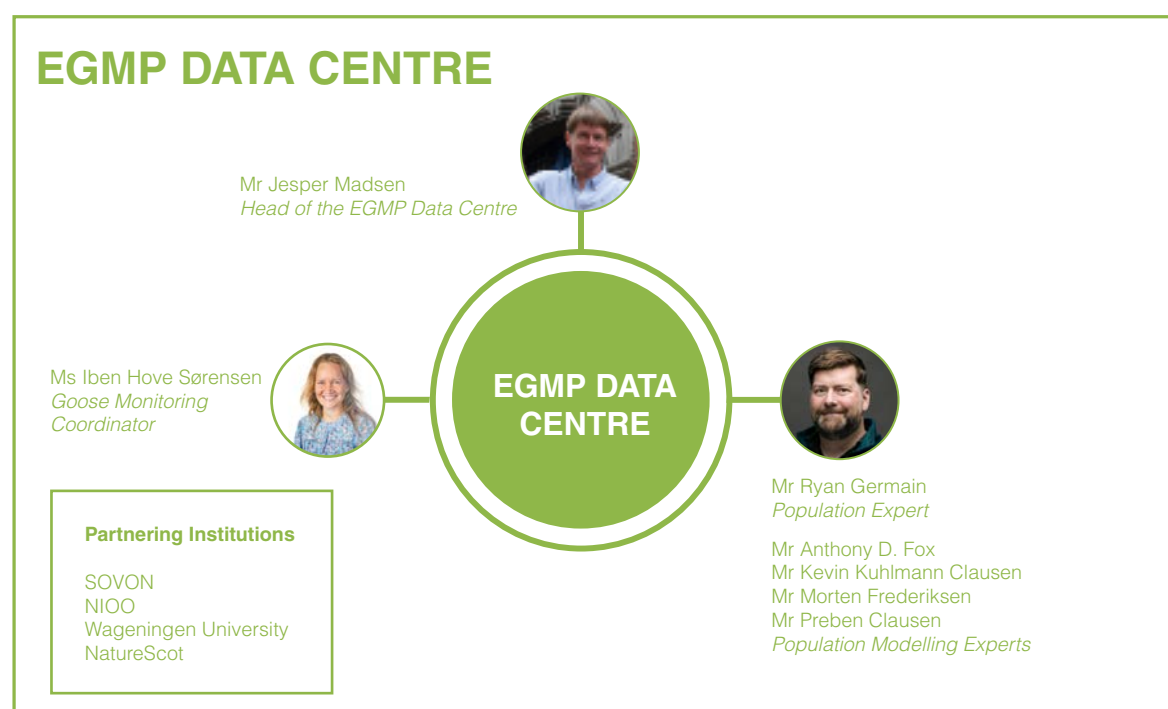 EGMP DATA CENTRE
Mr Jesper Madsen
Head of the EGMP Data Centre
Ms Iben Hove Sørensen
Goose Monitoring
Coordinator
EGMP DATA
CENTRE
Mr Ryan Germain
Population Expert
Mr Anthony D. Fox
Mr Kevin Kuhlmann Clausen
Mr Morten Frederiksen
Mr Preben Clausen
Population Modelling Experts
Partnering Institutions
SOVON
NIOO
Wageningen University
NatureScot